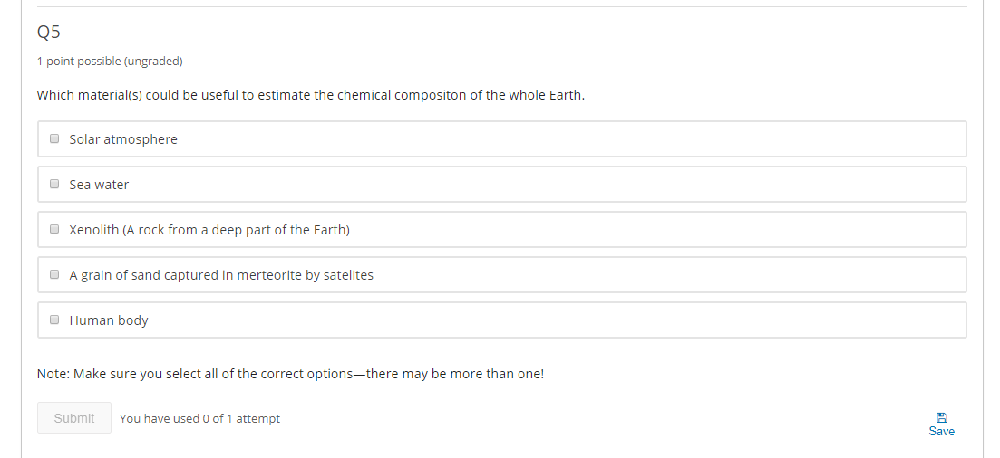 Q5
1 point possible (ungraded)
Which material(s) could be useful to estimate the chemical compositon of the whole Earth.
Solar atmosphere
Sea water
Xenolith (A rock from a deep part of the Earth)
A grain of sand captured in merteorite by satelites
Human body
Note: Make sure you select all of the correct options—there may be more than one!
Submit You have used 0 of 1 attempt
Save